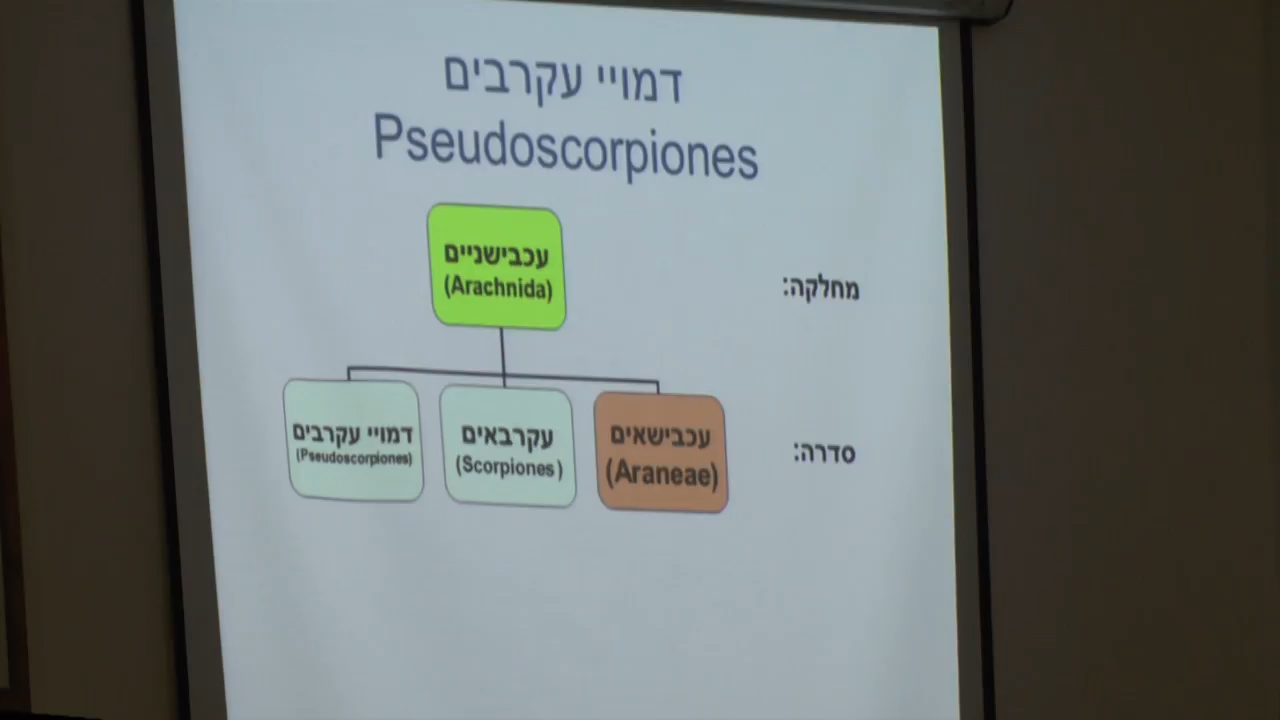 דמויי עקרבים
Pseudoscorpiones
עכבישניים
(Arachnida)
מחלקה:
עכבישאים
(Araneae)
עקרבאים
(Scorpiones)
דמויי עקרבים
(Pseudoscorpiones)
סדרה: